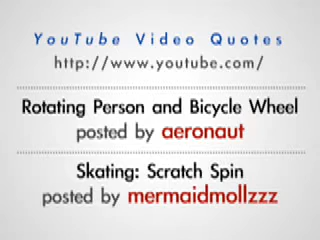 YouTube Video Quotes
http://www.youtube.com/
Rotating Person and Bicycle Wheel
posted by aeronaut
Skating: Scratch Spin
posted by mermaidmollzzz